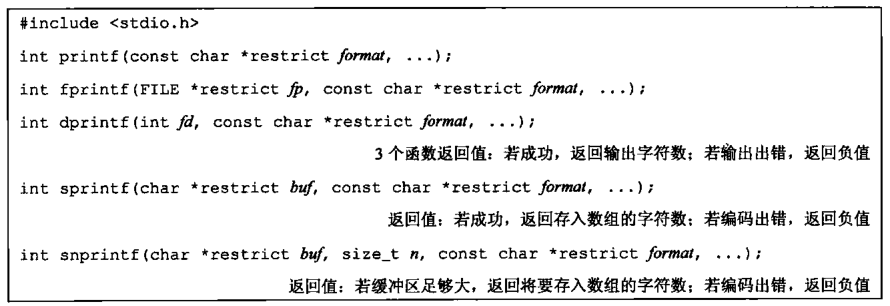 #include <stdio.h>
int printf(const char *restrict format, ...);
int fprintf(FILE *restrict fp, const char *restrict format, ...);
int dprintf(int fd, const char *restrict format, ...);
3个函数返回值：若成功，返回输出字符数；若输出出错，返回负值
int sprintf(char *restrict buf, const char *restrict format, ...);
返回值：若成功，返回存入数组的字符数；若编码出错，返回负值
int snprintf(char *restrict buf, size_t n, const char *restrict format, ...);
返回值：若缓冲区足够大，返回将要存入数组的字符数；若编码出错，返回负值